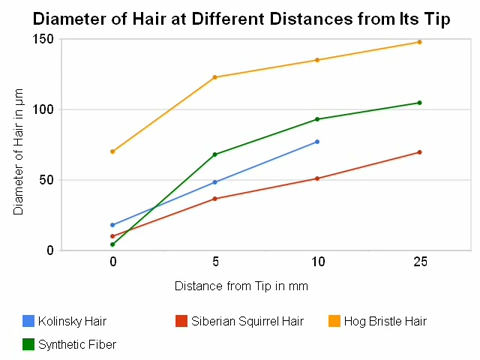 Diameter of Hair at Different Distances from Its Tip
150
100
50
0
Diameter of Hair in µm
0 5 10 25
Distance from Tip in mm
Kolinsky Hair Siberian Squirrel Hair Hog Bristle Hair
Synthetic Fiber